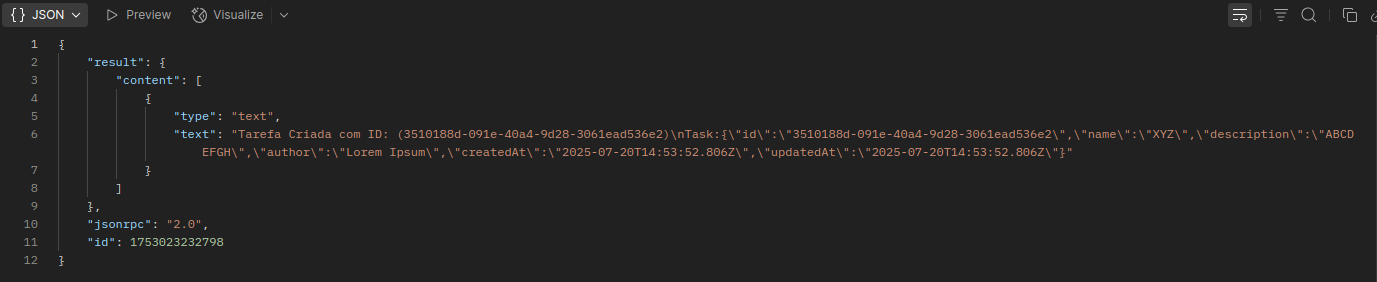 {} JSON Preview Visualize
1 {
2 "result": {
3 "content": [
4 {
5 "type": "text",
6 "text": "Tarefa Criada com ID: (3510188d-091e-40a4-9d28-3061ead536e2)\nTask:{\"id\":\"3510188d-091e-40a4-9d28-3061ead536e2\",\"name\":\"XYZ\",\"description\":\"ABCD
EFGH\",\"author\":\"Lorem Ipsum\",\"createdAt\":\"2025-07-20T14:53:52.806Z\",\"updatedAt\":\"2025-07-20T14:53:52.806Z\"}"
7 }
8 ]
9 },
10 "jsonrpc": "2.0",
11 "id": 1753023232798
12 }